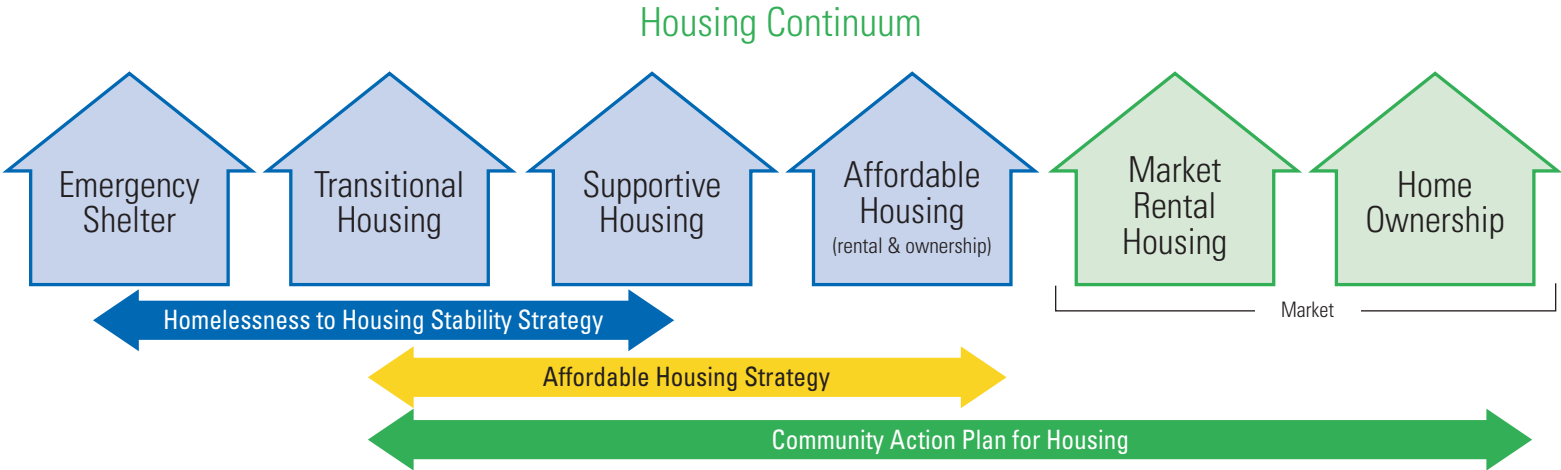 Housing Continuum
Emergency
Shelter
Transitional
Housing
Supportive
Housing
Affordable
Housing
(rental & ownership)
Market
Rental
Housing
Home
Ownership
Market
Homelessness to Housing Stability Strategy
Affordable Housing Strategy
Community Action Plan for Housing